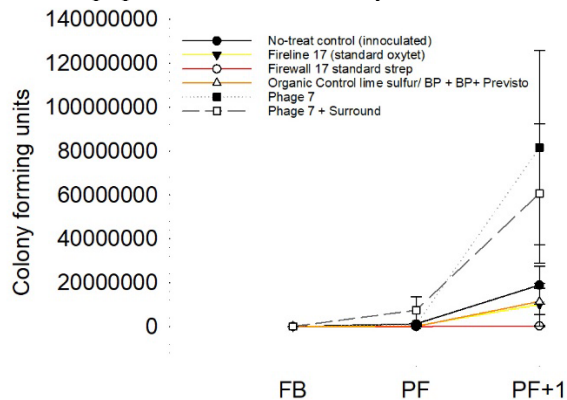 140000000
120000000
100000000
80000000
60000000
40000000
20000000
0
Colony forming units
No-treat control (innoculated)
Fireline 17 (standard oxytet)
Firewall 17 standard strep
Organic Control lime sulfur/ BP + BP+ Previsto
Phage 7
Phage 7 + Surround
FB PF PF+1